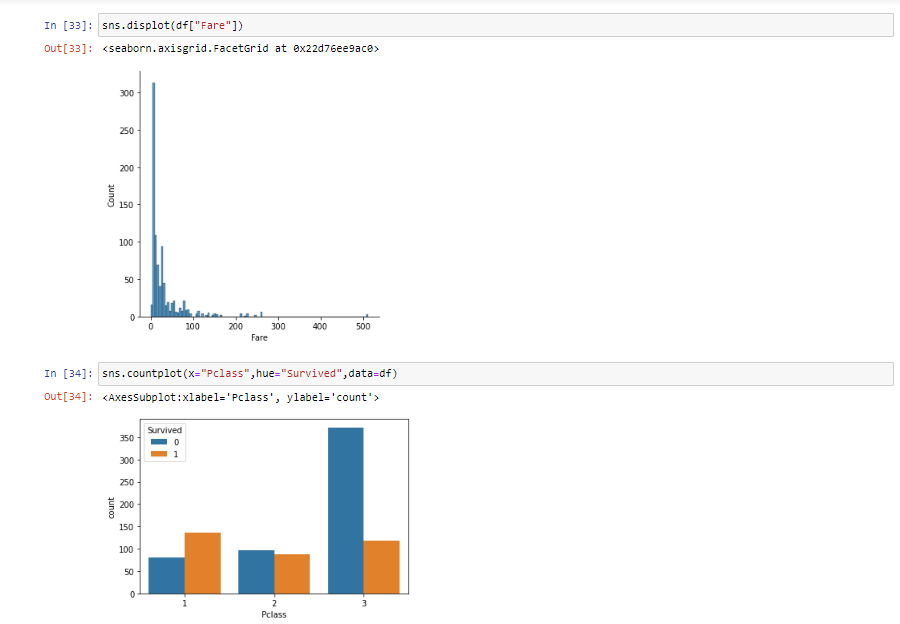 In [33]: sns.displot(df["Fare"])
Out[33]: <seaborn.axisgrid.FacetGrid at 0x22d76ee9ac0>
300
250
200
150
100
50
0
Count
0 100 200 300 400 500
Fare
In [34]: sns.countplot(x="Pclass",hue="Survived",data=df)
Out[34]: <AxesSubplot:xlabel='Pclass', ylabel='count'>
Survived
0
1
350
300
250
200
150
100
50
0
count
1 2 3
Pclass